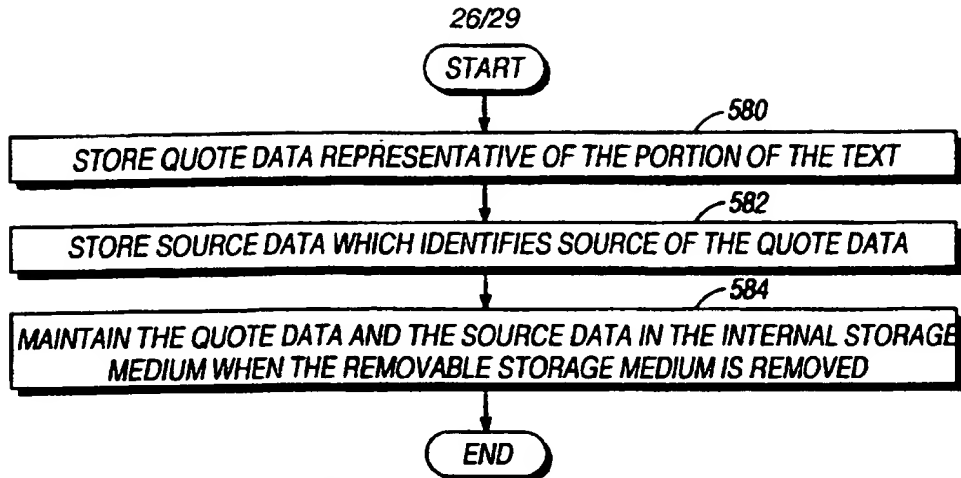 26/29
START
580
STORE QUOTE DATA REPRESENTATIVE OF THE PORTION OF THE TEXT
582
STORE SOURCE DATA WHICH IDENTIFIES SOURCE OF THE QUOTE DATA
584
MAINTAIN THE QUOTE DATA AND THE SOURCE DATA IN THE INTERNAL STORAGE
MEDIUM WHEN THE REMOVABLE STORAGE MEDIUM IS REMOVED
END